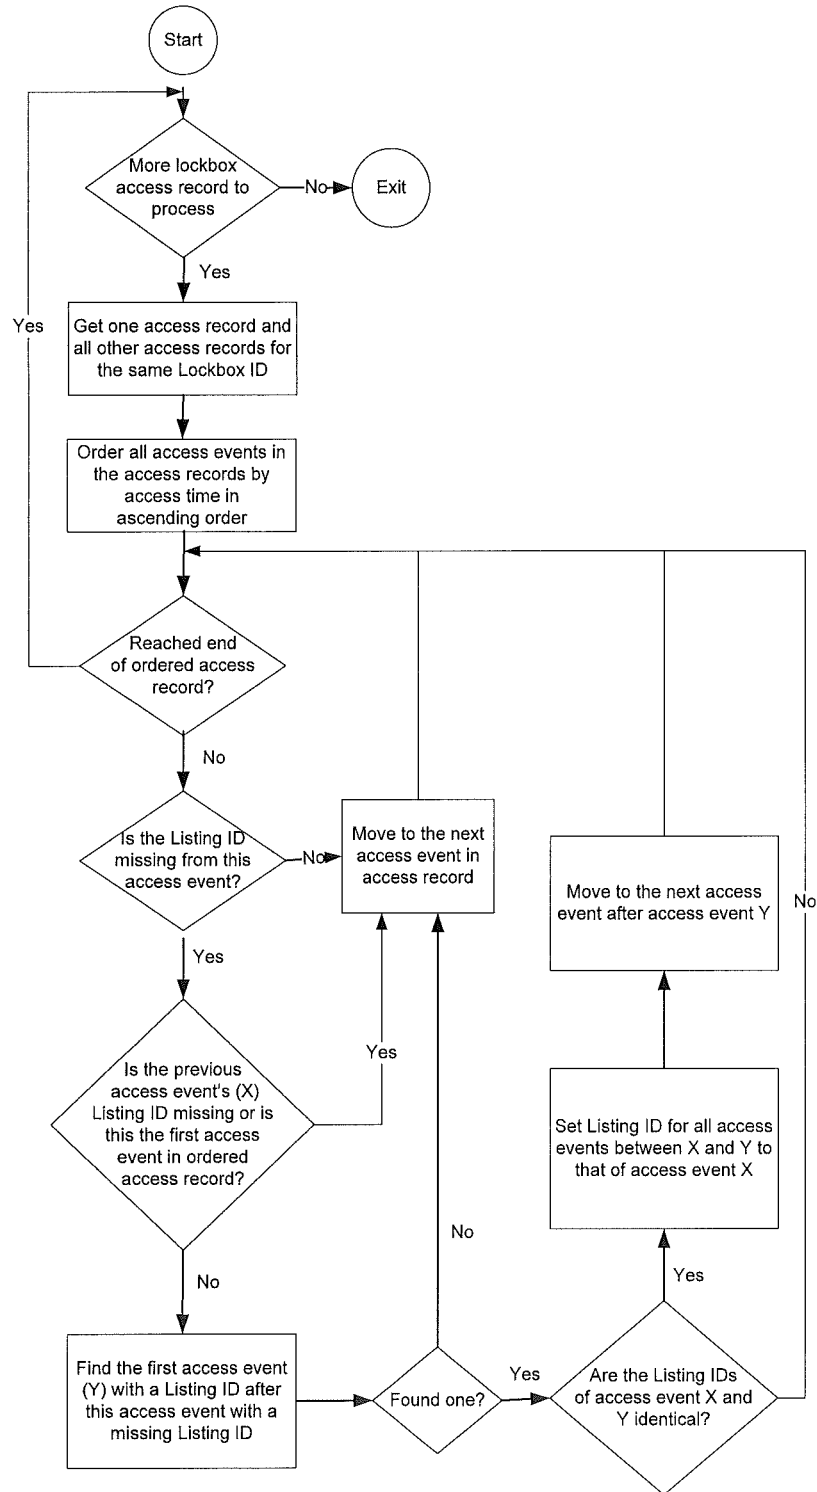 Start
More lockbox
access record to
process
No
Exit
Yes
Yes
Get one access record and
all other access records for
the same Lockbox ID
Order all access events in
the access records by
access time in
ascending order
Reached end
of ordered access
record?
No
Is the Listing ID
missing from this
access event?
No
Move to the next
access event in
access record
Move to the next access
event after access event Y
No
Yes
Is the previous
access event's (X)
Listing ID missing or is
this the first access
event in ordered
access record?
Yes
Set Listing ID for all access
events between X and Y to
that of access event X
No
No
Yes
Find the first access event
(Y) with a Listing ID after
this access event with a
missing Listing ID
Found one?
Yes
Are the Listing IDs
of access event X and
Y identical?